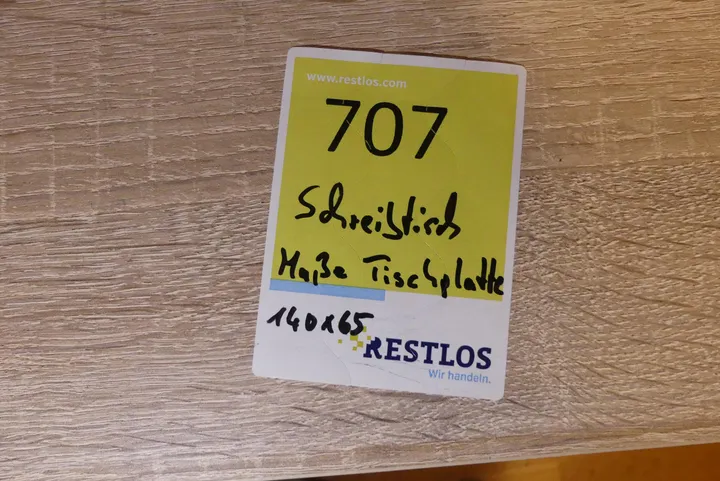 www.restlos.com
707
Schreibtisch
Maße Tischplatte
140x65
RESTLOS
Wir handeln.